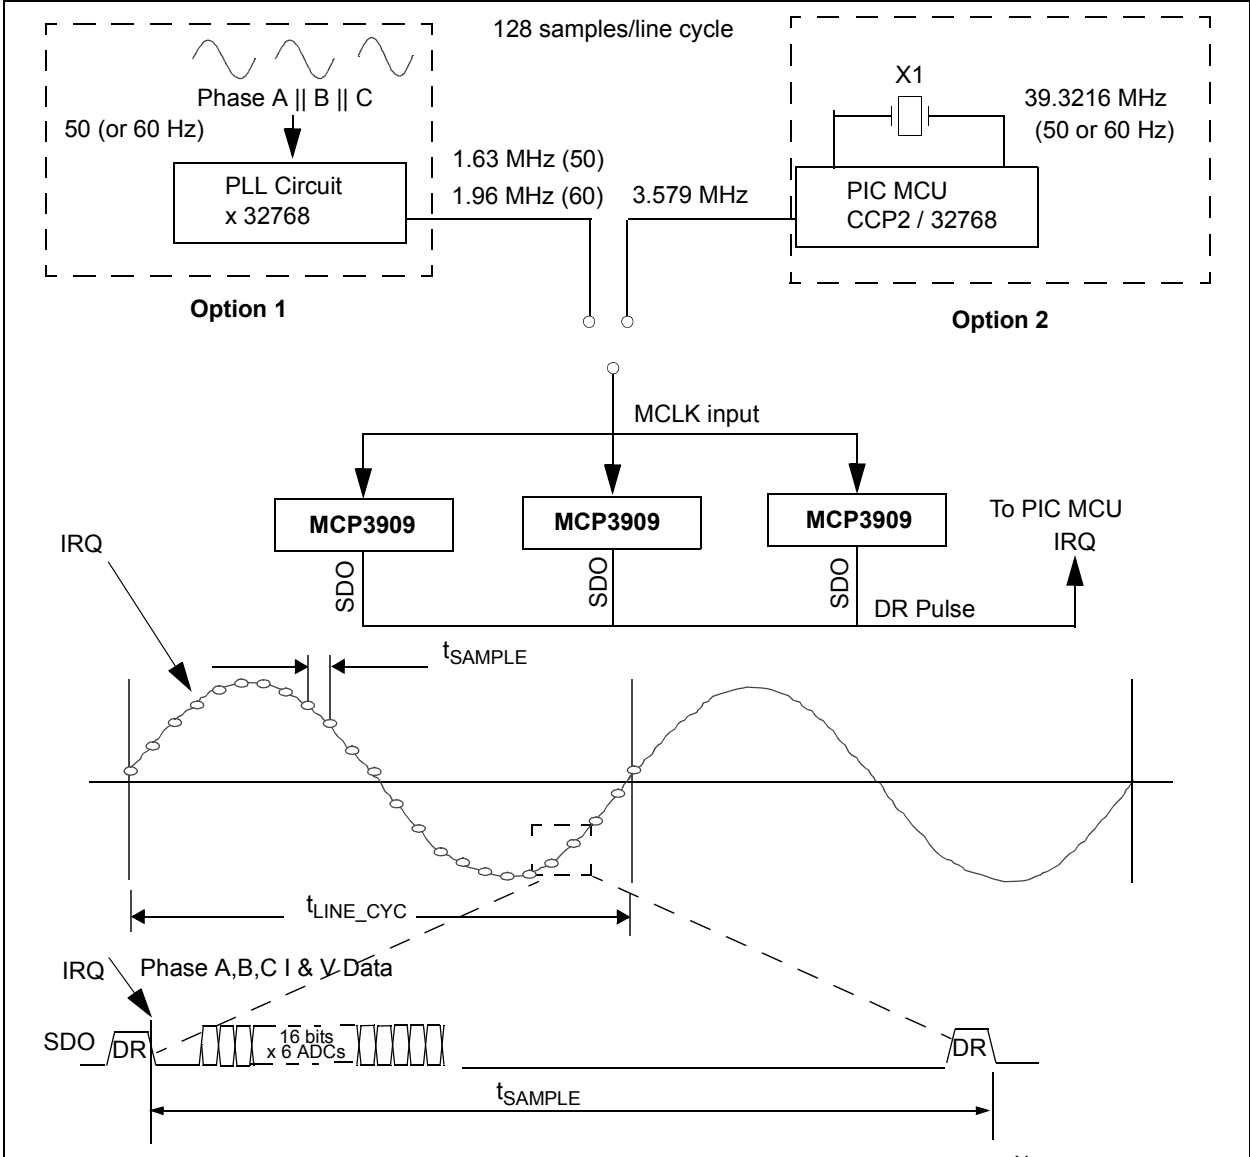 128 samples/line cycle
Phase A || B || C
50 (or 60 Hz)
PLL Circuit
x 32768
Option 1
1.63 MHz (50)
1.96 MHz (60)
3.579 MHz
X1
39.3216 MHz
(50 or 60 Hz)
PIC MCU
CCP2 / 32768
Option 2
MCLK input
MCP3909
MCP3909
MCP3909
SDO
SDO
SDO
To PIC MCU
IRQ
DR Pulse
IRQ
tSAMPLE
tLINE_CYC
IRQ
Phase A,B,C I & V Data
SDO
DR
16 bits
x 6 ADCs
DR
tSAMPLE